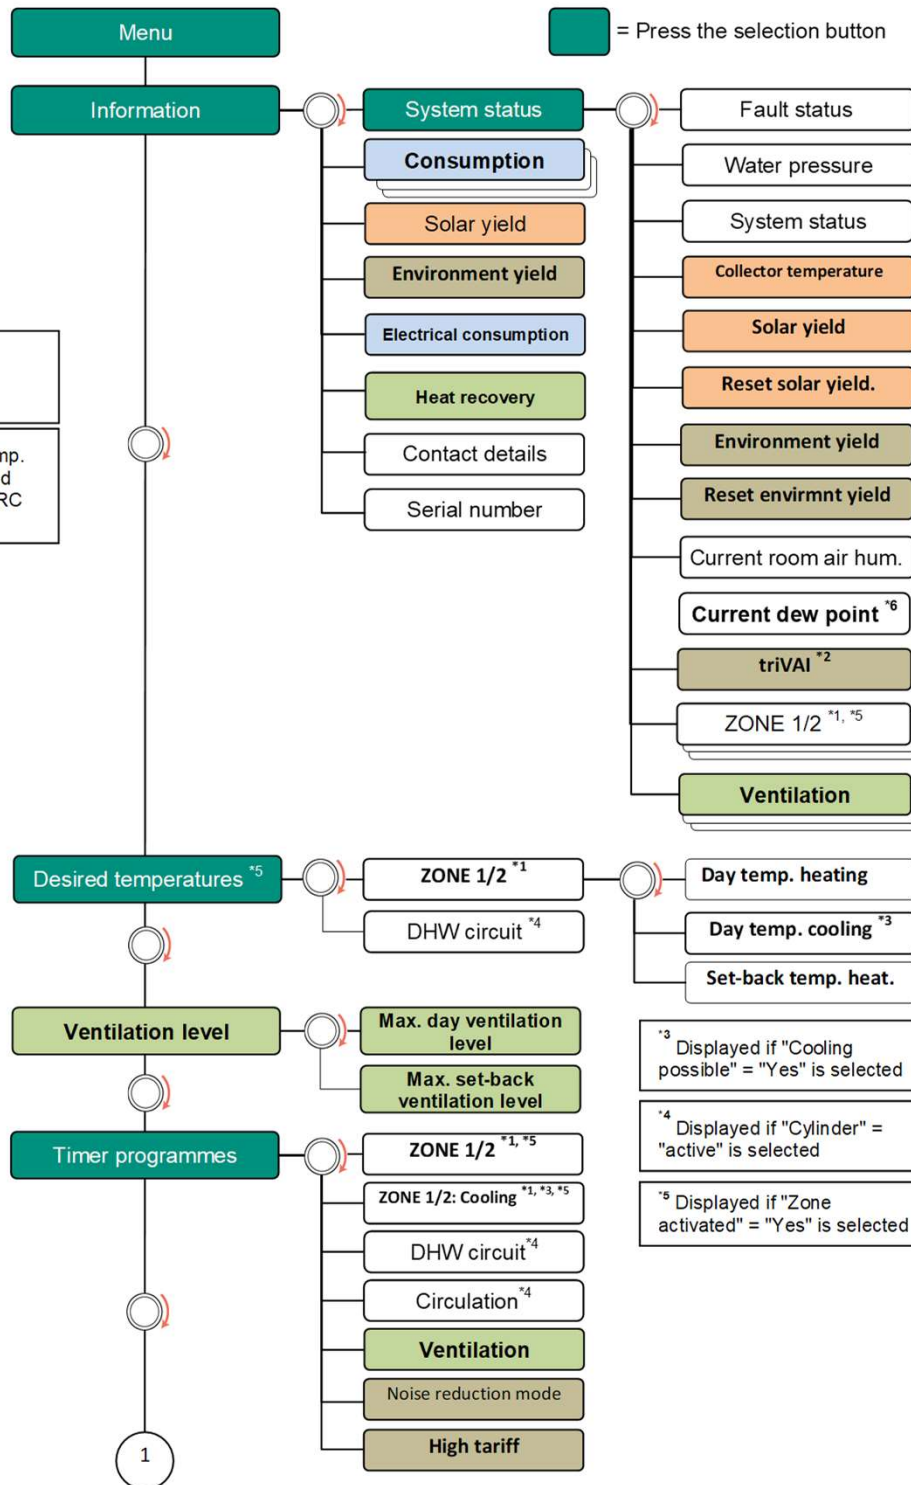 Menu
= Press the selection button
Information
System status
Fault status
Consumption
Water pressure
Solar yield
System status
Environment yield
Collector temperature
Electrical consumption
Solar yield
Heat recovery
Reset solar yield.
Contact details
Environment yield
mp.
d
RC
Serial number
Reset envirmnt yield
Current room air hum.
Current dew point *6
triVAI *2
ZONE 1/2 *1, *5
Ventilation
Desired temperatures *5
ZONE 1/2 *1
Day temp. heating
DHW circuit *4
Day temp. cooling *3
Set-back temp. heat.
Ventilation level
Max. day ventilation
level
Max. set-back
ventilation level
*3 Displayed if "Cooling
possible" = "Yes" is selected
*4 Displayed if "Cylinder" =
"active" is selected
*5 Displayed if "Zone
activated" = "Yes" is selected
Timer programmes
ZONE 1/2 *1, *5
ZONE 1/2: Cooling *1, *3, *5
DHW circuit*4
Circulation*4
Ventilation
Noise reduction mode
High tariff
1